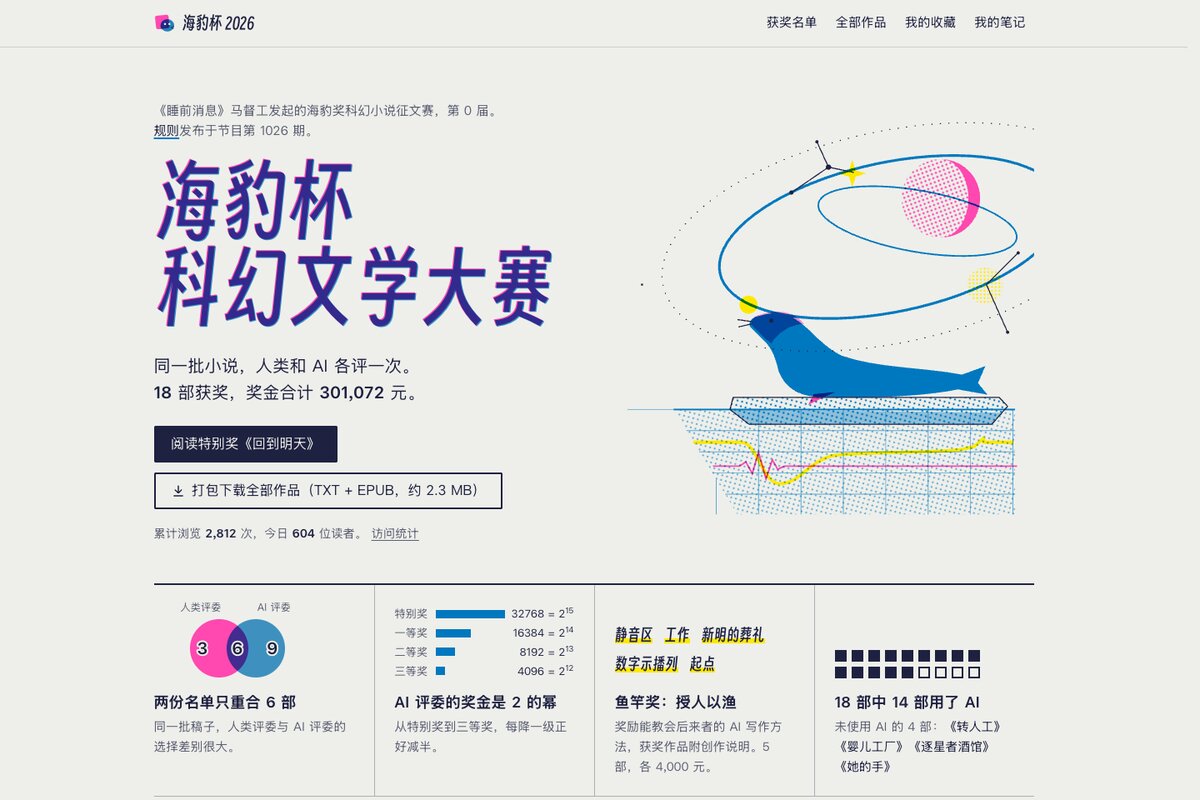 海豹杯 2026
获奖名单 全部作品 我的收藏 我的笔记
《睡前消息》马督工发起的海豹奖科幻小说征文赛，第 0 届。
规则发布于节目第 1026 期。
海豹杯
科幻文学大赛
同一批小说，人类和 AI 各评一次。
18 部获奖，奖金合计 301,072 元。
阅读特别奖《回到明天》
打包下载全部作品（TXT + EPUB，约 2.3 MB）
累计浏览 2,812 次，今日 604 位读者。 访问统计
人类评委 AI 评委
3 6 9
两份名单只重合 6 部
同一批稿子，人类评委与 AI 评委的
选择差别很大。
特别奖 32768 = 2¹⁵
一等奖 16384 = 2¹⁴
二等奖 8192 = 2¹³
三等奖 4096 = 2¹²
AI 评委的奖金是 2 的幂
从特别奖到三等奖，每降一级正
好减半。
静音区 工作 新明的葬礼
数字示播列 起点
鱼竿奖：授人以渔
奖励能教会后来者的 AI 写作方
法，获奖作品附创作说明。5
部，各 4,000 元。
18 部中 14 部用了 AI
未使用 AI 的 4 部：《转人工》
《婴儿工厂》《逐星者酒馆》
《她的手》